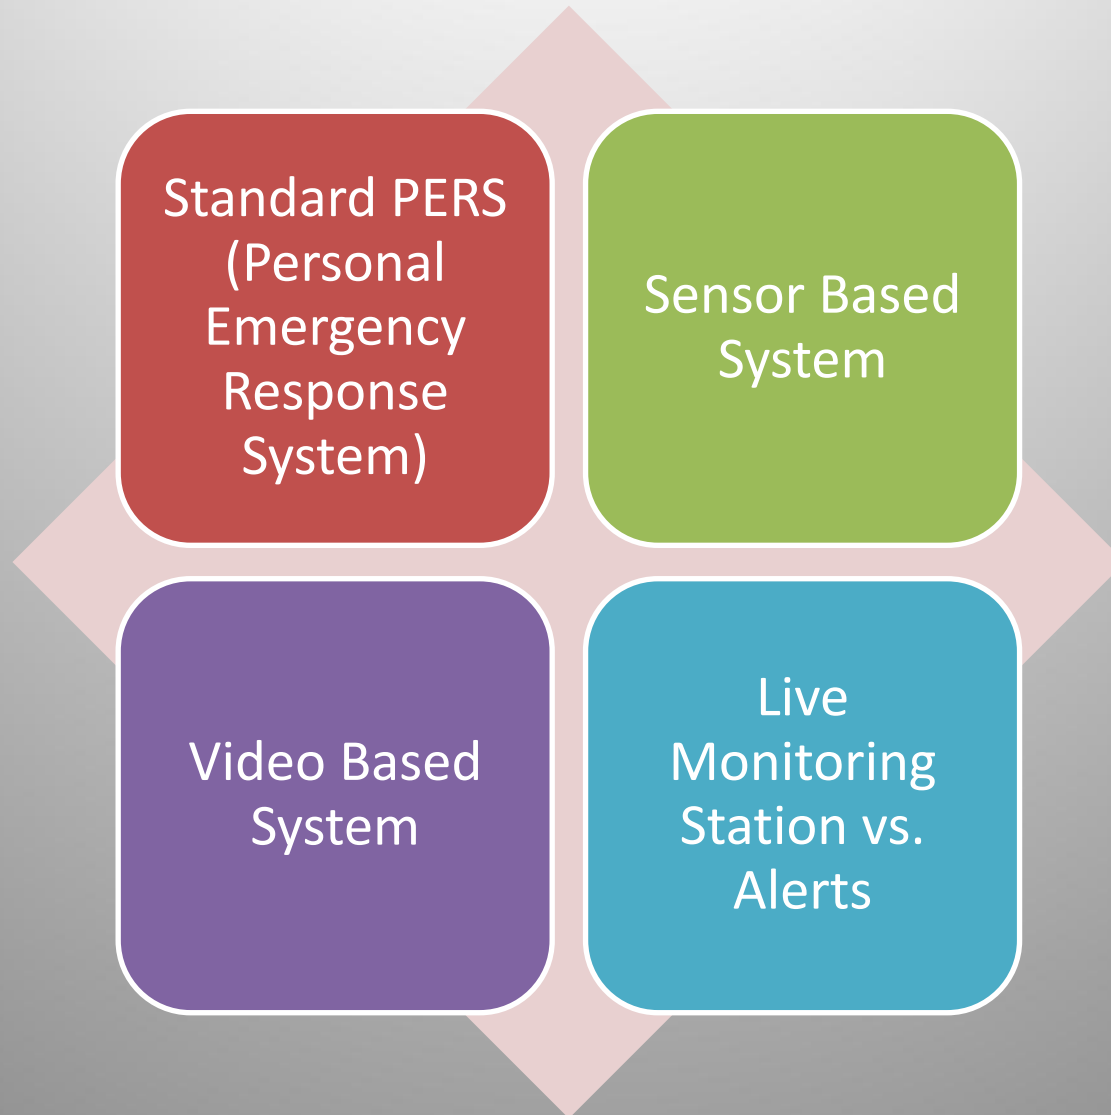 Standard PERS
(Personal
Emergency
Response
System)
Sensor Based
System
Video Based
System
Live
Monitoring
Station vs.
Alerts